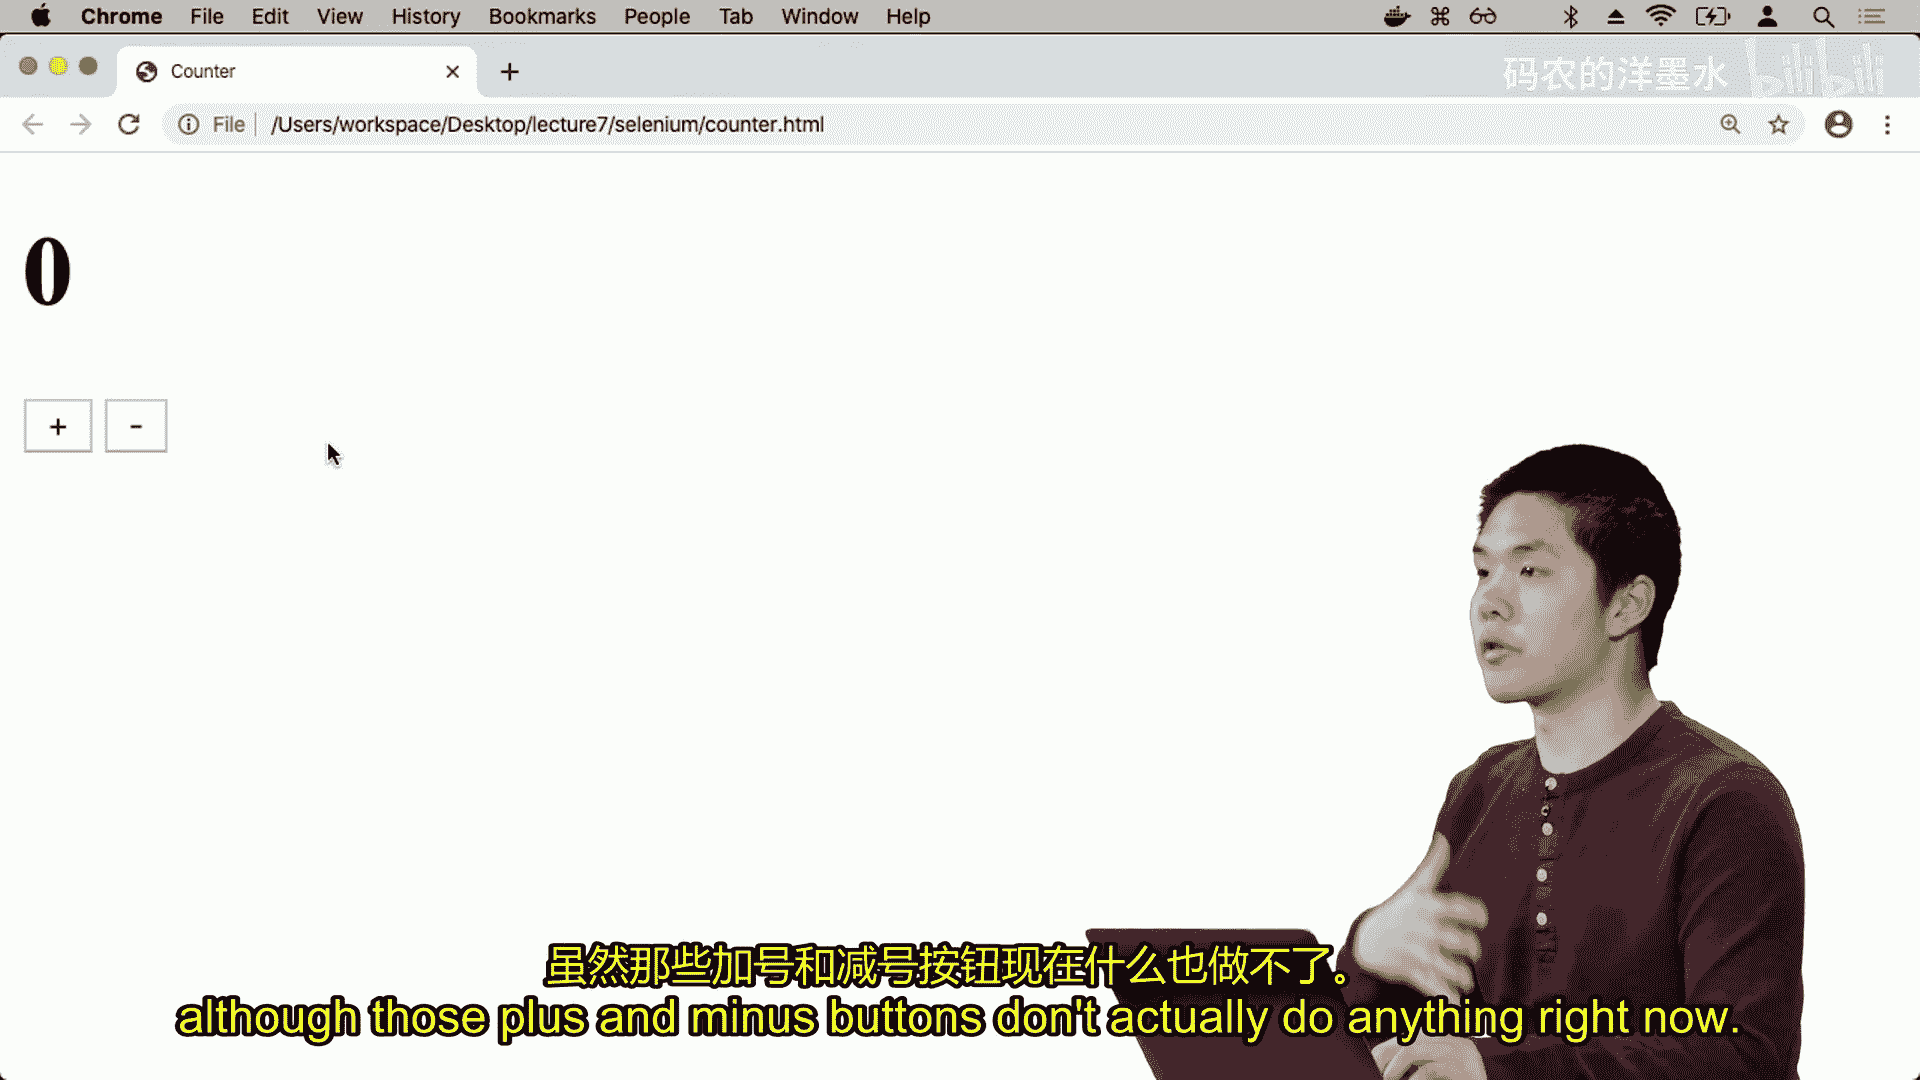 Chrome File Edit View History Bookmarks People Tab Window Help
Counter
码农的洋墨水 bilibili
File /Users/workspace/Desktop/lecture7/selenium/counter.html
0
+ -
虽然那些加号和减号按钮现在什么也做不了。
although those plus and minus buttons don't actually do anything right now.